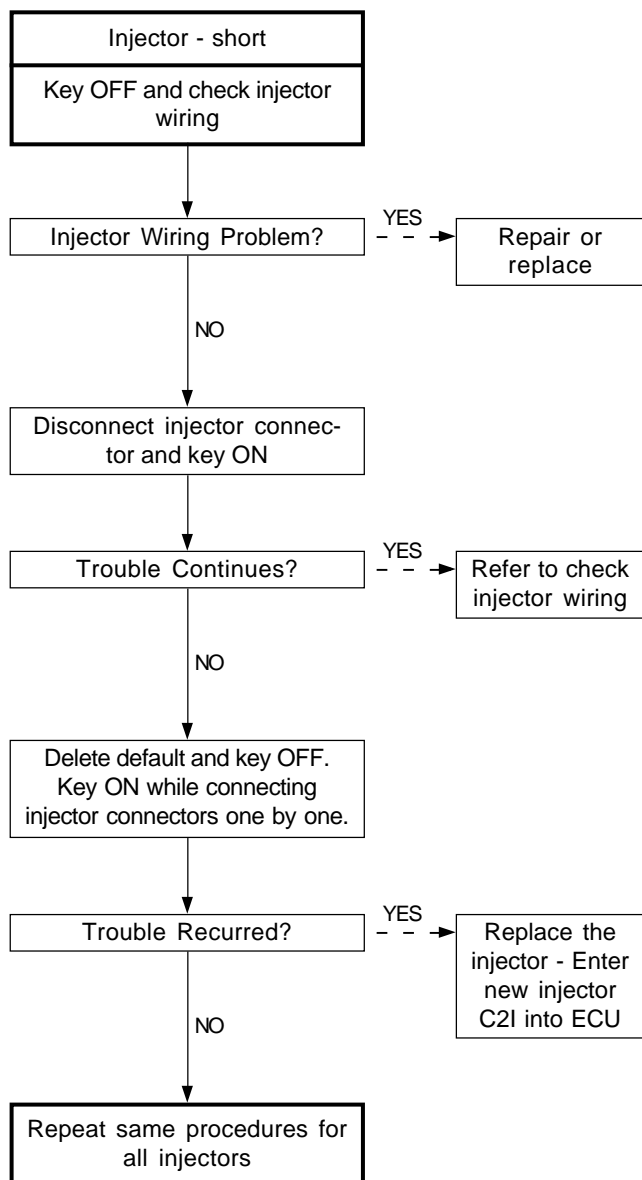 Injector - short
Key OFF and check injector
wiring
Injector Wiring Problem?
YES
Repair or
replace
NO
Disconnect injector connec-
tor and key ON
Trouble Continues?
YES
Refer to check
injector wiring
NO
Delete default and key OFF.
Key ON while connecting
injector connectors one by one.
Trouble Recurred?
YES
Replace the
injector - Enter
new injector
C2I into ECU
NO
Repeat same procedures for
all injectors